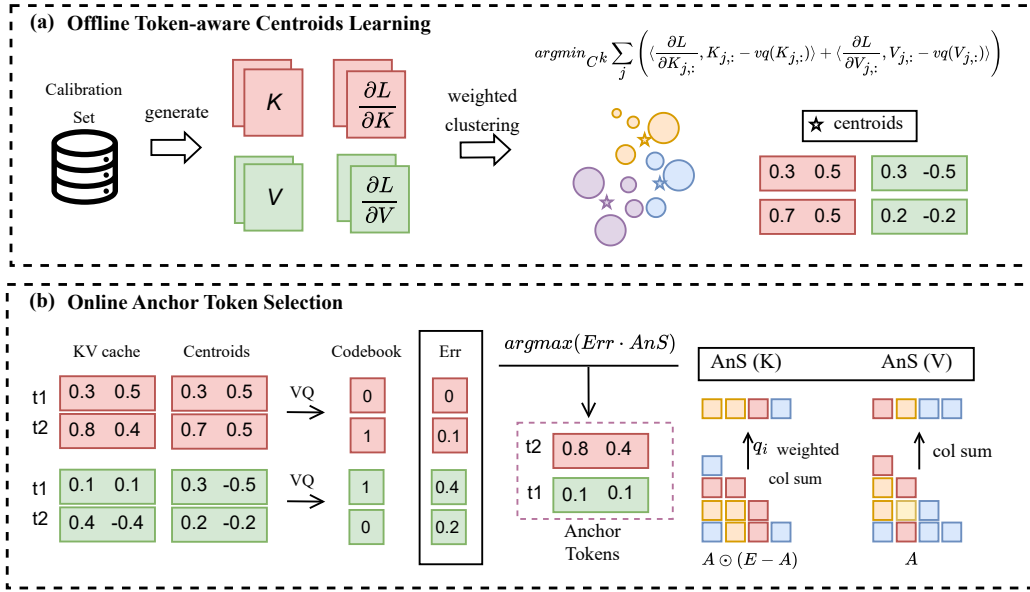 (a) Offline Token-aware Centroids Learning
Calibration
Set
generate
K
∂L
∂K
V
∂L
∂V
weighted
clustering
argmin_{C^k} ∑_j ( ⟨ ∂L/∂K_{j,:} , K_{j,:} − vq(K_{j,:})⟩ + ⟨ ∂L/∂V_{j,:} , V_{j,:} − vq(V_{j,:})⟩ )
☆ centroids
0.3 0.5 0.3 -0.5
0.7 0.5 0.2 -0.2
(b) Online Anchor Token Selection
KV cache Centroids Codebook Err
t1 0.3 0.5 0.3 0.5 VQ 0 0
t2 0.8 0.4 0.7 0.5 1 0.1
t1 0.1 0.1 0.3 -0.5 VQ 1 0.4
t2 0.4 -0.4 0.2 -0.2 0 0.2
argmax(Err · AnS)
t2 0.8 0.4
t1 0.1 0.1
Anchor
Tokens
AnS (K) AnS (V)
q_i weighted
col sum
col sum
A ⊙ (E − A) A